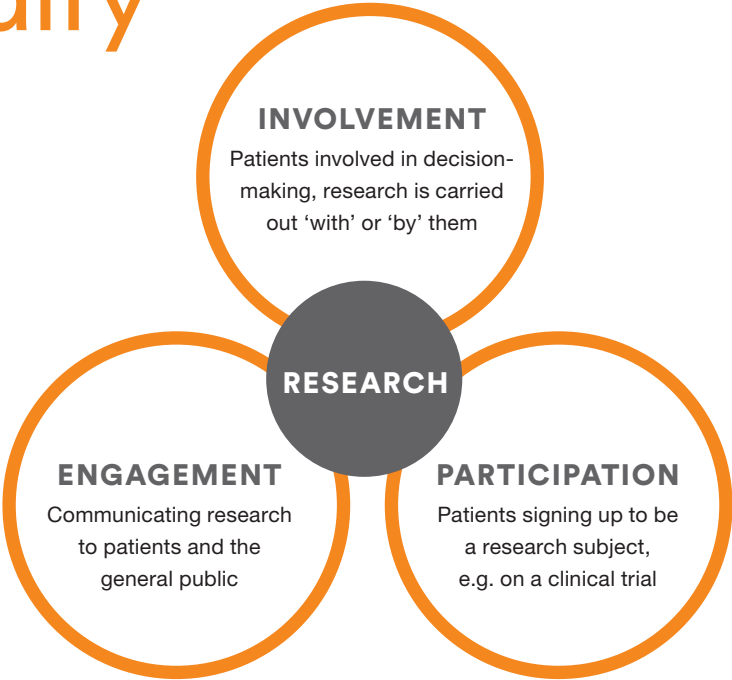 INVOLVEMENT
Patients involved in decision-
making, research is carried
out ‘with’ or ‘by’ them
RESEARCH
ENGAGEMENT
Communicating research
to patients and the
general public
PARTICIPATION
Patients signing up to be
a research subject,
e.g. on a clinical trial